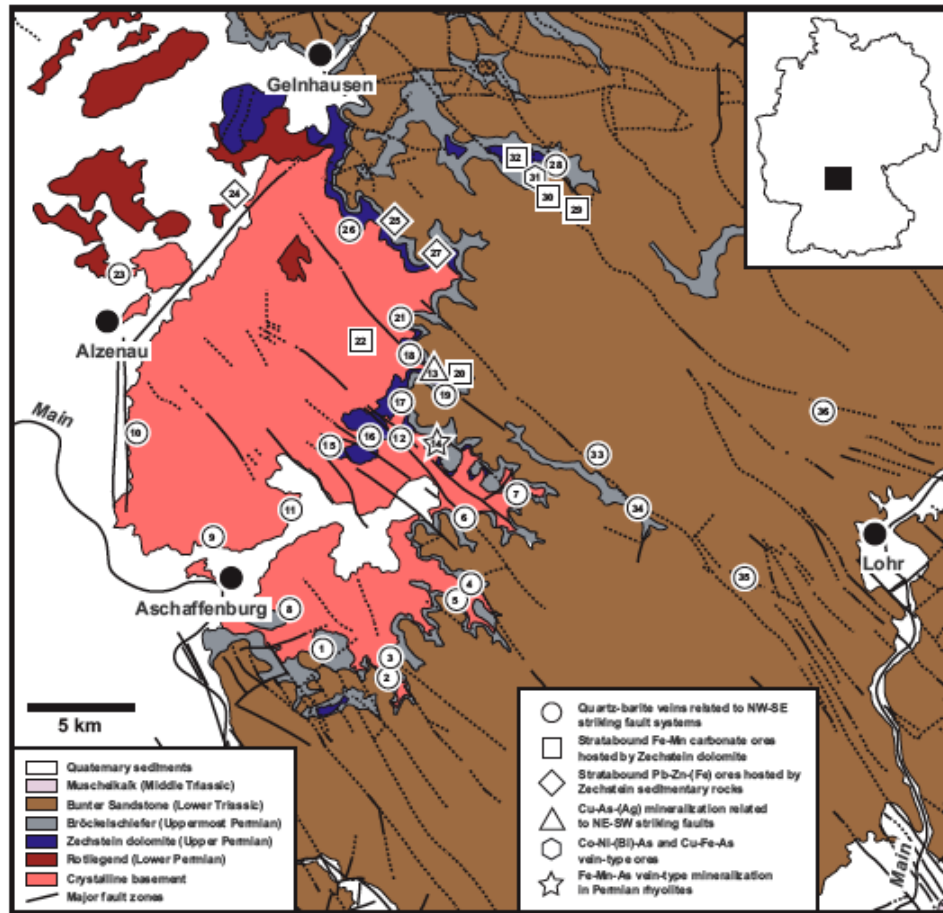 Gelnhausen
32
28
31
30
29
24
25
26
27
23
21
Alzenau
22
18
13
20
19
17
36
Main
10
15
16
12
14
33
7
34
11
6
9
Lohr
Aschaffenburg
35
4
5
8
1
3
2
5 km
Quaternary sediments
Muschelkalk (Middle Triassic)
Bunter Sandstone (Lower Triassic)
Bröckelschiefer (Uppermost Permian)
Zechstein dolomite (Upper Permian)
Rotliegend (Lower Permian)
Crystalline basement
Major fault zones
Quartz-barite veins related to NW-SE
striking fault systems
Stratabound Fe-Mn carbonate ores
hosted by Zechstein dolomite
Stratabound Pb-Zn-(Fe) ores hosted by
Zechstein sedimentary rocks
Cu-As-(Ag) mineralization related
to NE-SW striking faults
Co-Ni-(Bi)-As and Cu-Fe-As
vein-type ores
Fe-Mn-As vein-type mineralization
in Permian rhyolites
Main